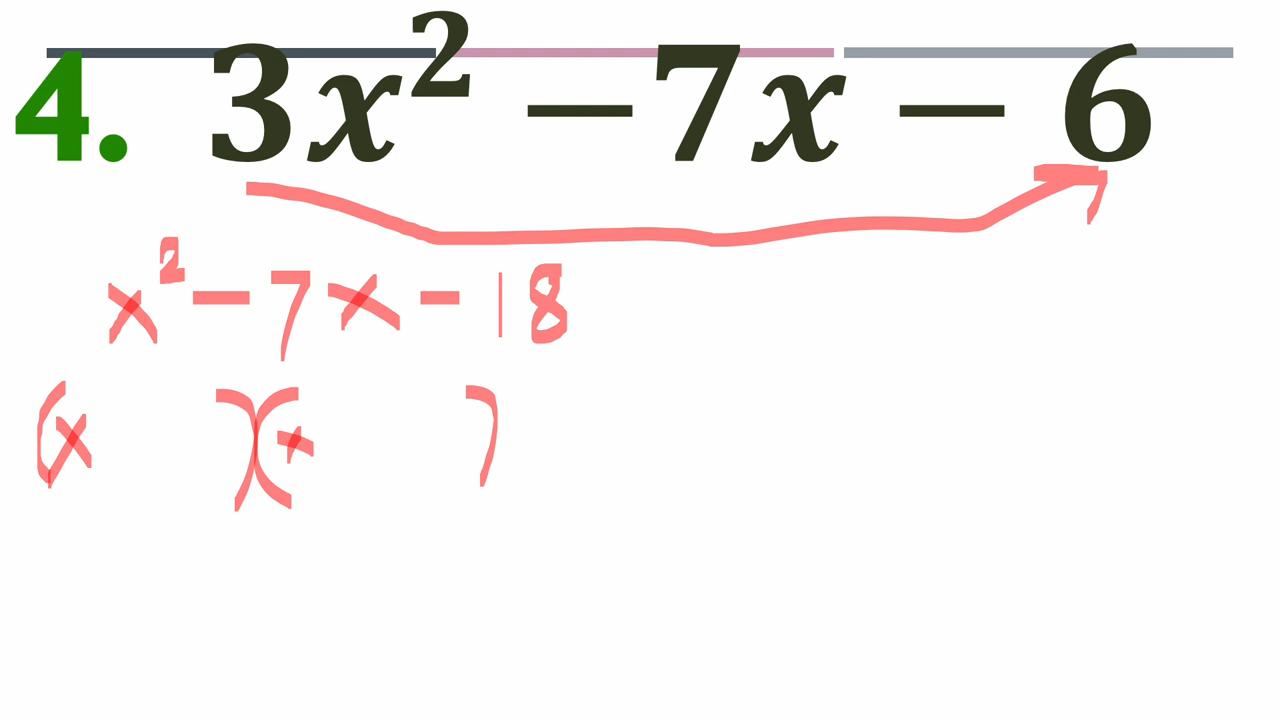 4. 3x² − 7x − 6
x² − 7x − 18
(x )(x )